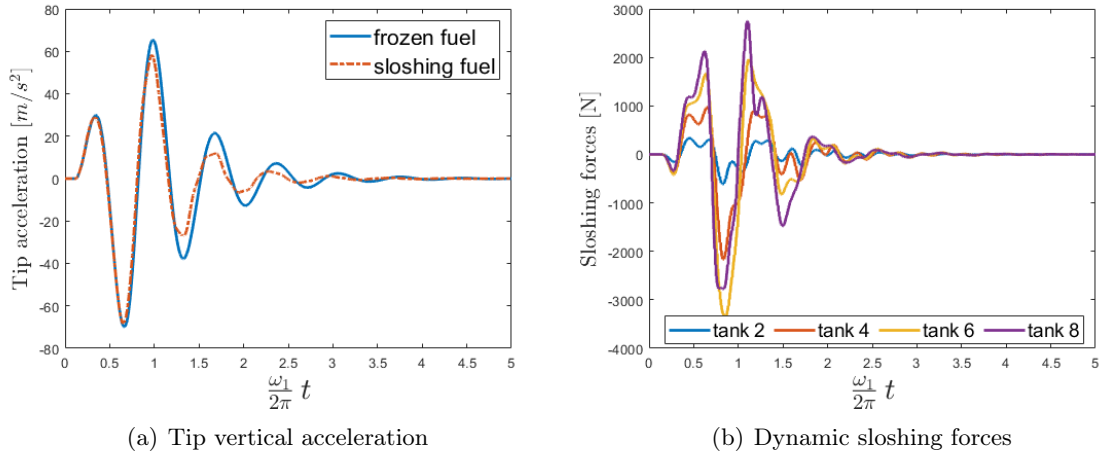 80
60
40
20
0
-20
-40
-60
-80
Tip acceleration [m/s²]
frozen fuel
sloshing fuel
0 0.5 1 1.5 2 2.5 3 3.5 4 4.5 5
ω₁/2π t
(a) Tip vertical acceleration
3000
2000
1000
0
-1000
-2000
-3000
-4000
Sloshing forces [N]
tank 2 tank 4 tank 6 tank 8
0 0.5 1 1.5 2 2.5 3 3.5 4 4.5 5
ω₁/2π t
(b) Dynamic sloshing forces